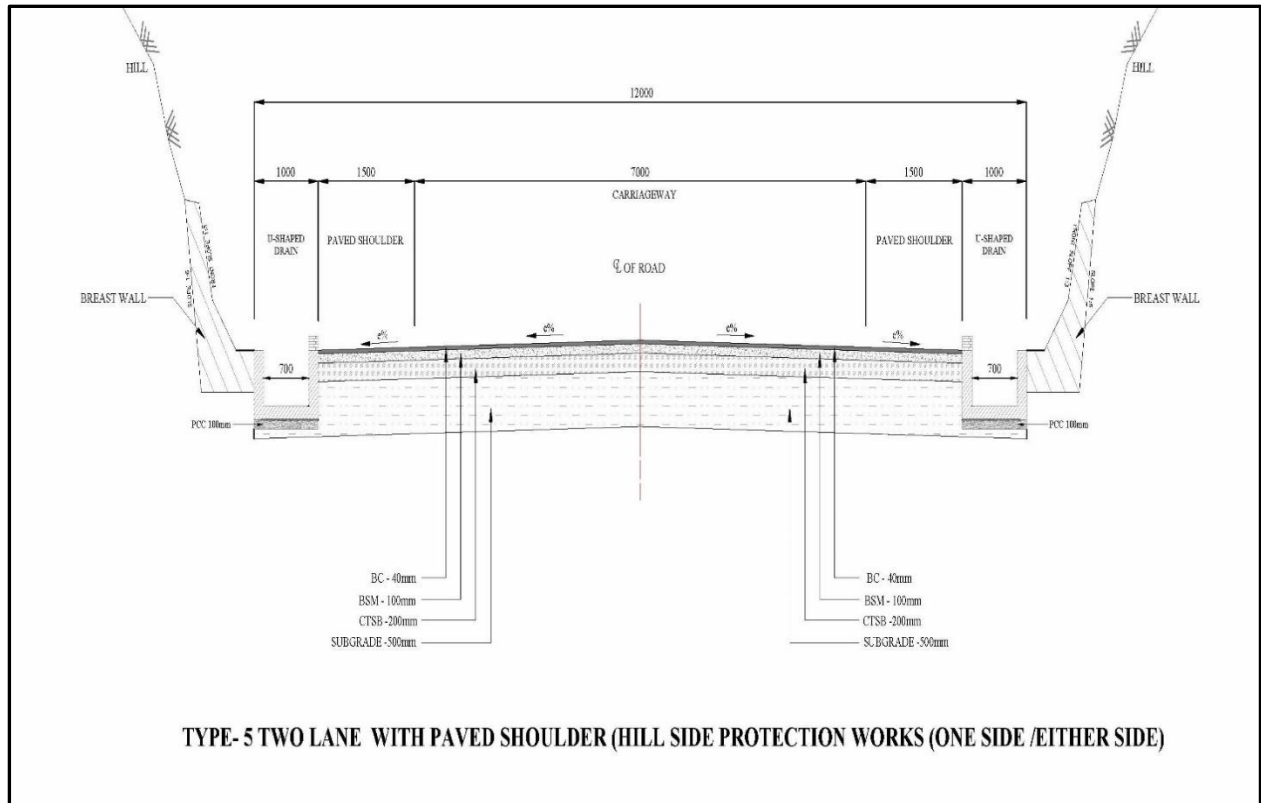 HILL
HILL
12000
1000
1500
7000
1500
1000
CARRIAGEWAY
U-SHAPED
DRAIN
PAVED SHOULDER
PAVED SHOULDER
U-SHAPED
DRAIN
℄ OF ROAD
BREAST WALL
BREAST WALL
e%
e%
e%
e%
700
700
PCC 100mm
PCC 100mm
BC - 40mm
BSM - 100mm
CTSB -200mm
SUBGRADE -500mm
BC - 40mm
BSM - 100mm
CTSB -200mm
SUBGRADE -500mm
TYPE- 5 TWO LANE WITH PAVED SHOULDER (HILL SIDE PROTECTION WORKS (ONE SIDE /EITHER SIDE)